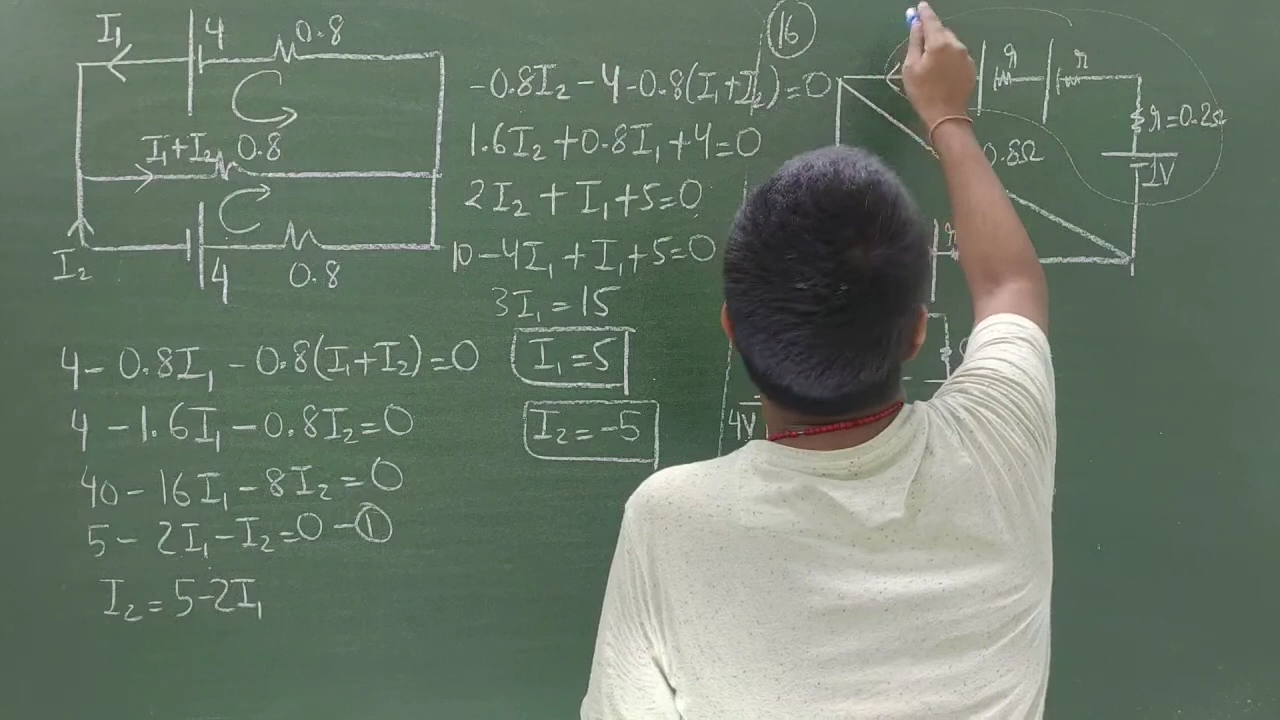 I₁
4
0.8
I₁+I₂
0.8
I₂
4
0.8
4-0.8I₁-0.8(I₁+I₂)=0
4-1.6I₁-0.8I₂=0
40-16I₁-8I₂=0
5-2I₁-I₂=0-①
I₂=5-2I₁
-0.8I₂-4-0.8(I₁+I₂)=0
1.6I₂+0.8I₁+4=0
2I₂+I₁+5=0
10-4I₁+I₁+5=0
3I₁=15
I₁=5
I₂=-5
16
r
r
r=0.2Ω
1V
0.8Ω
4V